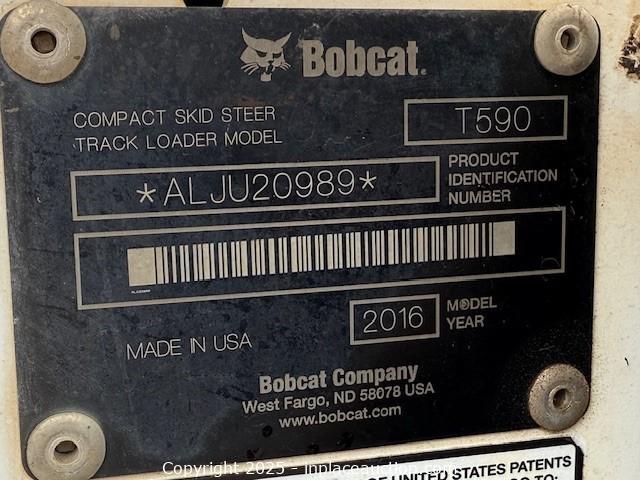 Bobcat.
COMPACT SKID STEER
TRACK LOADER MODEL
T590
*ALJU20989*
PRODUCT
IDENTIFICATION
NUMBER
2016
MODEL
YEAR
MADE IN USA
Bobcat Company
West Fargo, ND 58078 USA
www.bobcat.com
UNITED STATES PATENTS
TO:
Copyright 2025 - inplaceauction.com